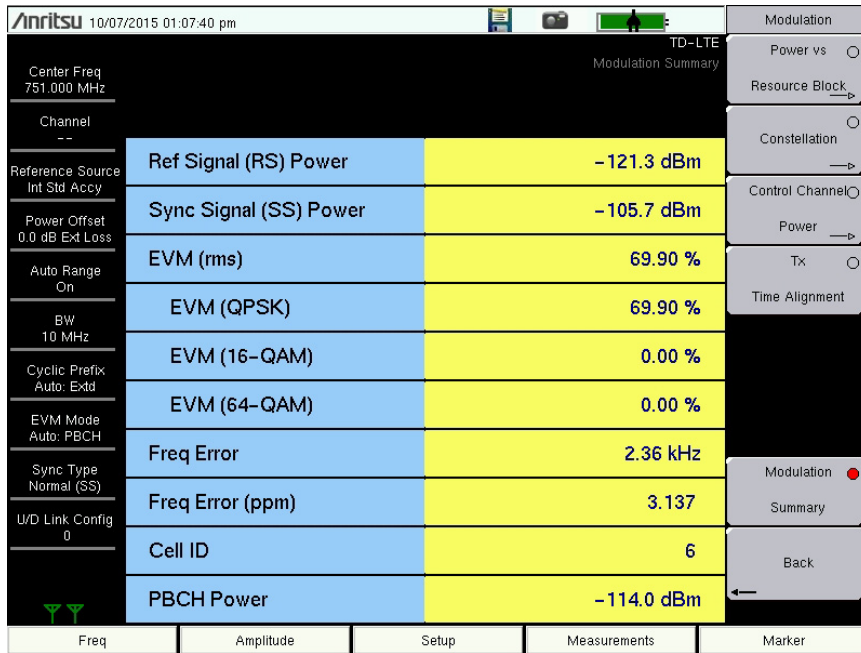 Anritsu 10/07/2015 01:07:40 pm
TD-LTE
Modulation Summary
Center Freq
751.000 MHz
Channel
--
Reference Source
Int Std Accy
Power Offset
0.0 dB Ext Loss
Auto Range
On
BW
10 MHz
Cyclic Prefix
Auto: Extd
EVM Mode
Auto: PBCH
Sync Type
Normal (SS)
U/D Link Config
0
Ref Signal (RS) Power -121.3 dBm
Sync Signal (SS) Power -105.7 dBm
EVM (rms) 69.90 %
EVM (QPSK) 69.90 %
EVM (16-QAM) 0.00 %
EVM (64-QAM) 0.00 %
Freq Error 2.36 kHz
Freq Error (ppm) 3.137
Cell ID 6
PBCH Power -114.0 dBm
Modulation
Power vs
Resource Block
Constellation
Control Channel
Power
Tx
Time Alignment
Modulation
Summary
Back
Freq Amplitude Setup Measurements Marker